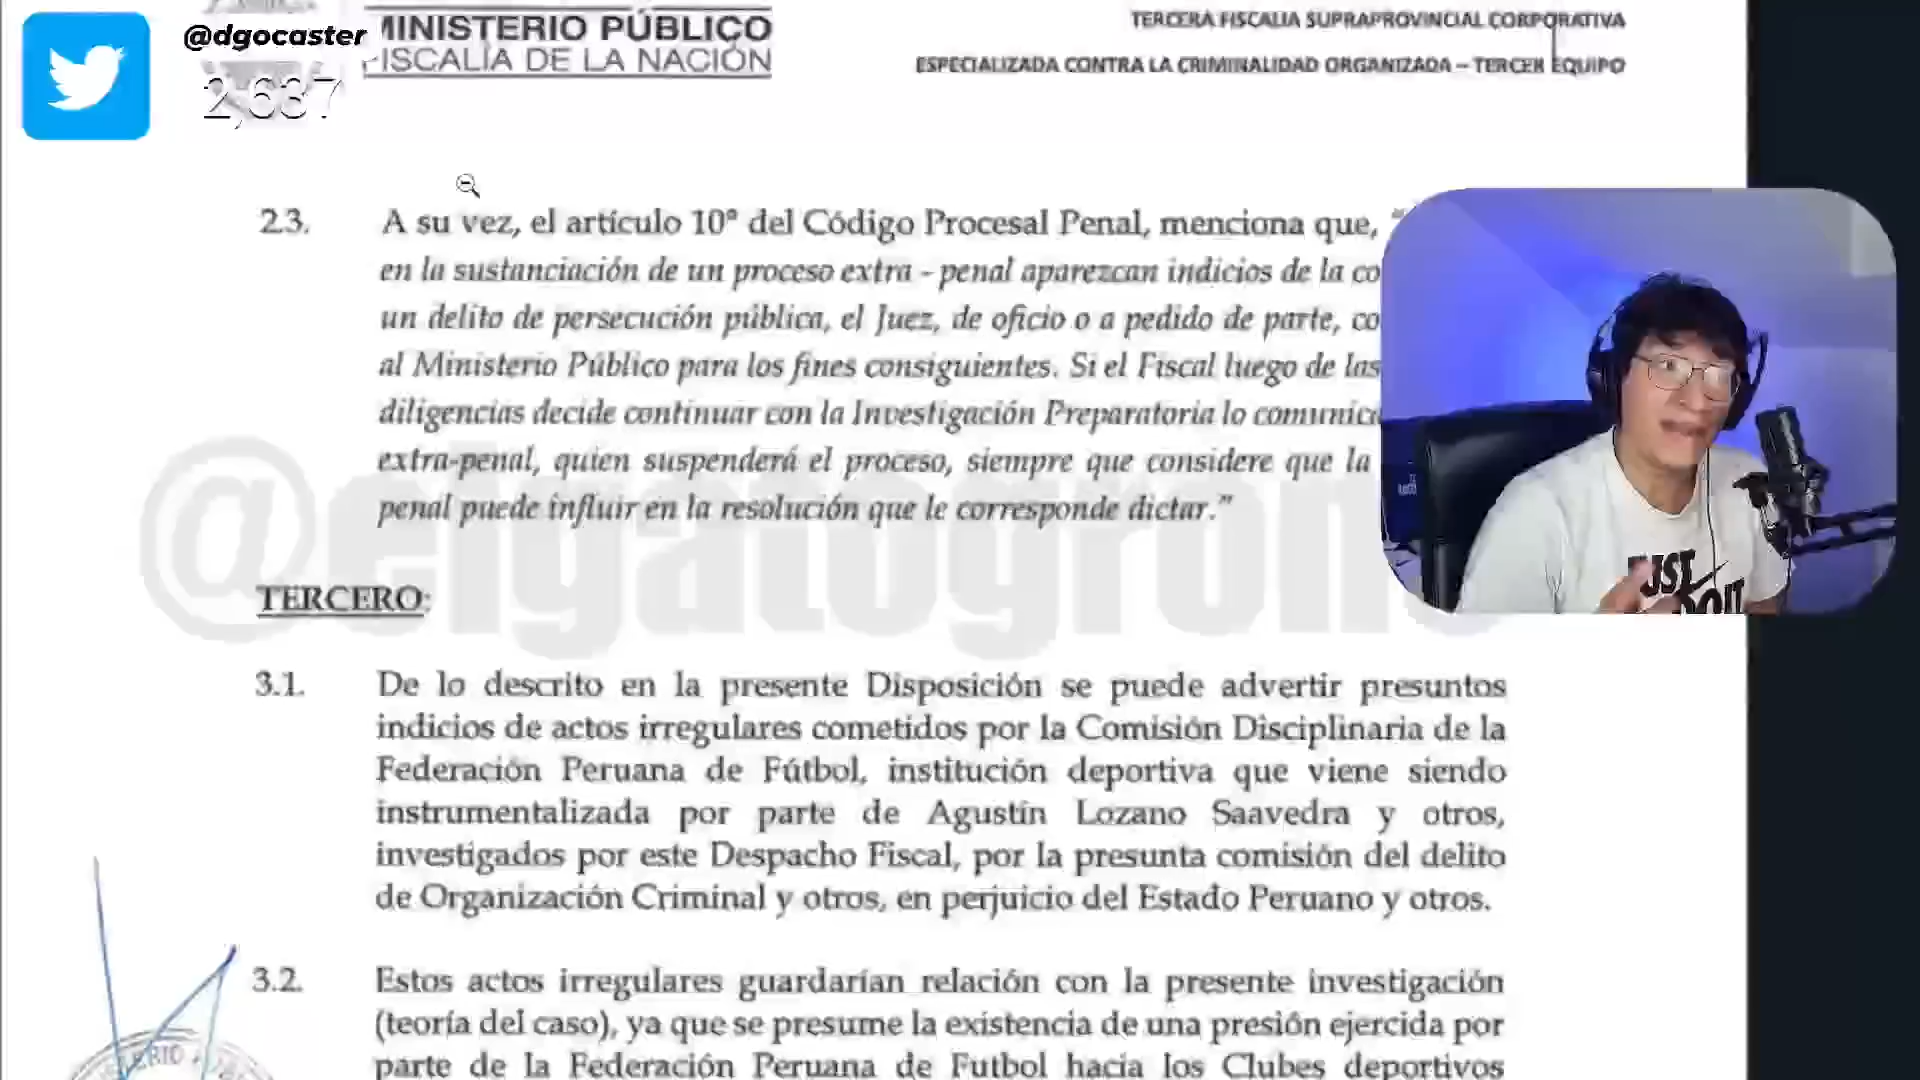 @dgocaster
2,637
MINISTERIO PÚBLICO
FISCALÍA DE LA NACIÓN
TERCERA FISCALIA SUPRAPROVINCIAL CORPORATIVA
ESPECIALIZADA CONTRA LA CRIMINALIDAD ORGANIZADA – TERCER EQUIPO
2.3. A su vez, el artículo 10° del Código Procesal Penal, menciona que, “
en la sustanciación de un proceso extra - penal aparezcan indicios de la co
un delito de persecución pública, el Juez, de oficio o a pedido de parte, co
al Ministerio Público para los fines consiguientes. Si el Fiscal luego de las
diligencias decide continuar con la Investigación Preparatoria lo comunica
extra-penal, quien suspenderá el proceso, siempre que considere que la
penal puede influir en la resolución que le corresponde dictar.”
@elgatogron
TERCERO:
3.1. De lo descrito en la presente Disposición se puede advertir presuntos
indicios de actos irregulares cometidos por la Comisión Disciplinaria de la
Federación Peruana de Fútbol, institución deportiva que viene siendo
instrumentalizada por parte de Agustín Lozano Saavedra y otros,
investigados por este Despacho Fiscal, por la presunta comisión del delito
de Organización Criminal y otros, en perjuicio del Estado Peruano y otros.
3.2. Estos actos irregulares guardarían relación con la presente investigación
(teoría del caso), ya que se presume la existencia de una presión ejercida por
parte de la Federación Peruana de Futbol hacia los Clubes deportivos
JUST
DO IT